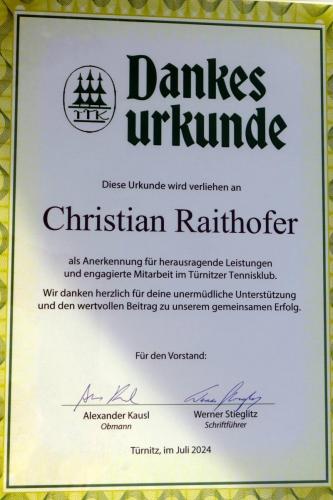 Dankes
urkunde
TTK
Diese Urkunde wird verliehen an
Christian Raithofer
als Anerkennung für herausragende Leistungen
und engagierte Mitarbeit im Türnitzer Tennisklub.
Wir danken herzlich für deine unermüdliche Unterstützung
und den wertvollen Beitrag zu unserem gemeinsamen Erfolg.
Für den Vorstand:
Alexander Kausl
Obmann
Werner Stieglitz
Schriftführer
Türnitz, im Juli 2024